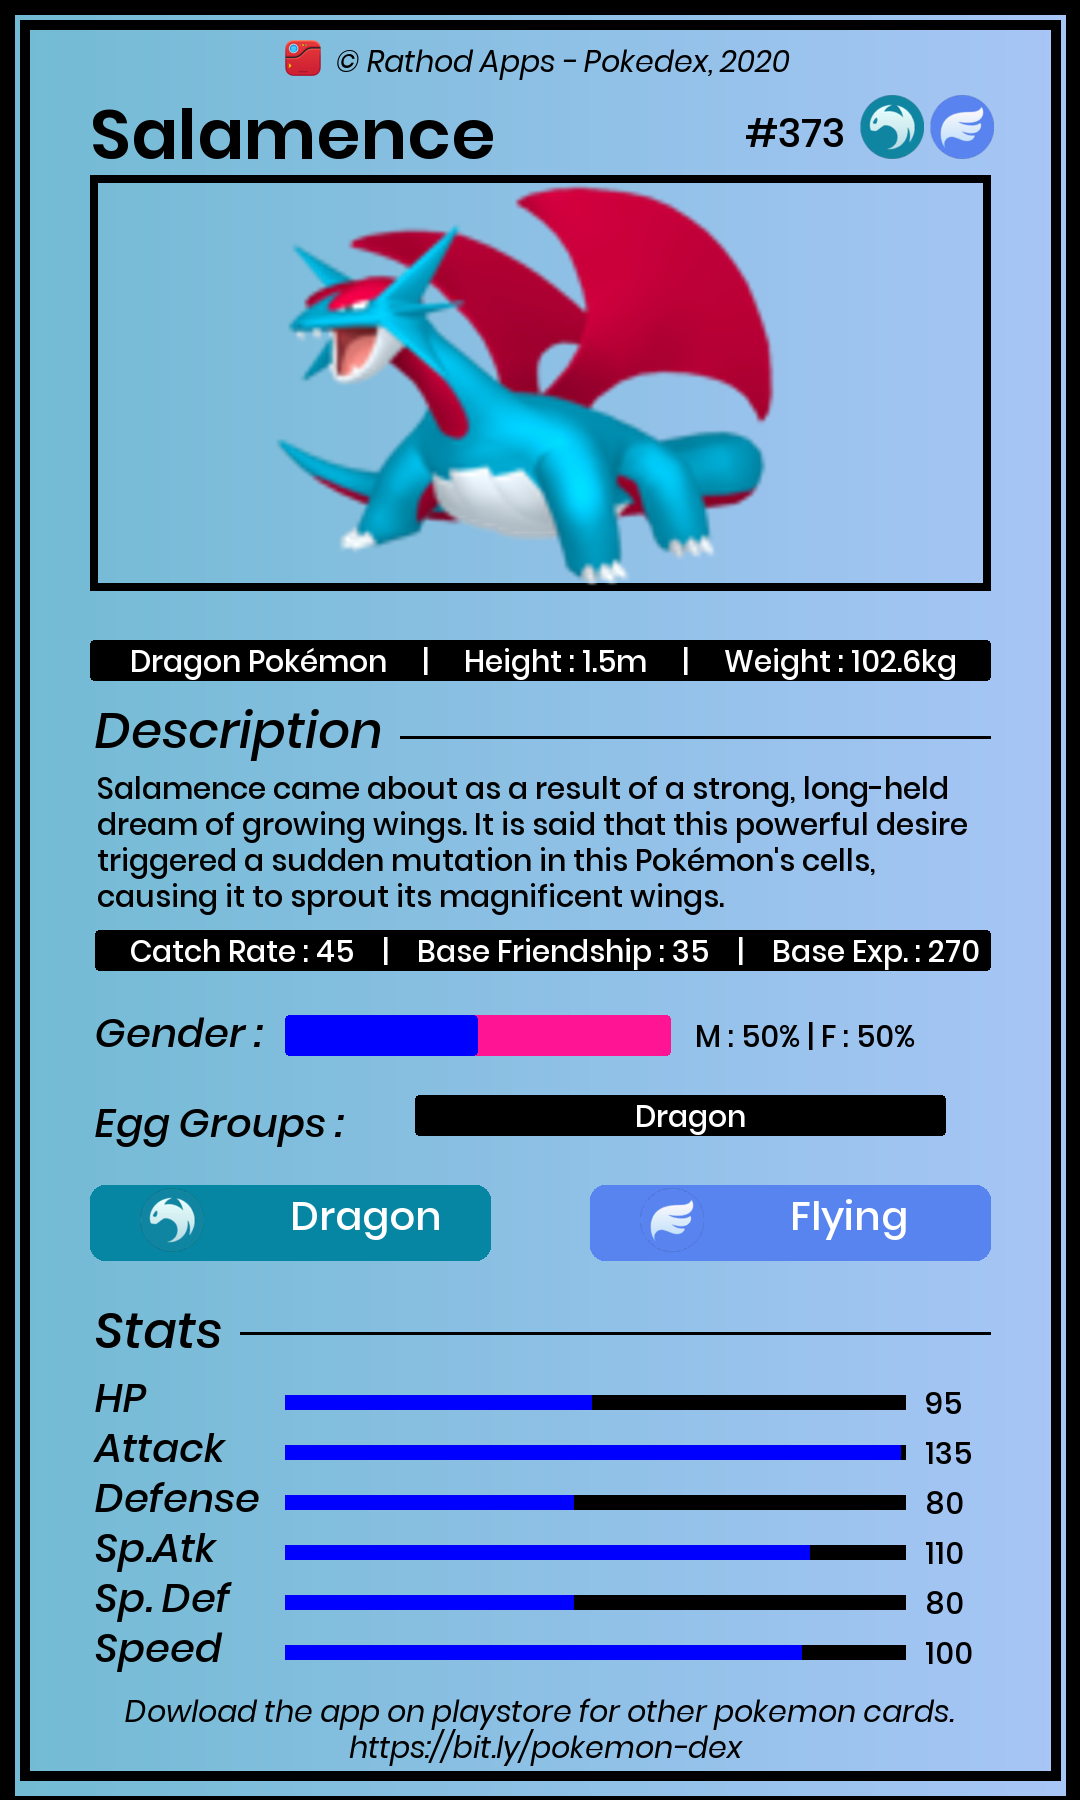 © Rathod Apps - Pokedex, 2020
Salamence #373
Dragon Pokémon | Height : 1.5m | Weight : 102.6kg
Description
Salamence came about as a result of a strong, long-held
dream of growing wings. It is said that this powerful desire
triggered a sudden mutation in this Pokémon's cells,
causing it to sprout its magnificent wings.
Catch Rate : 45 | Base Friendship : 35 | Base Exp. : 270
Gender : M : 50% | F : 50%
Egg Groups : Dragon
Dragon Flying
Stats
HP 95
Attack 135
Defense 80
Sp.Atk 110
Sp. Def 80
Speed 100
Dowload the app on playstore for other pokemon cards.
https://bit.ly/pokemon-dex